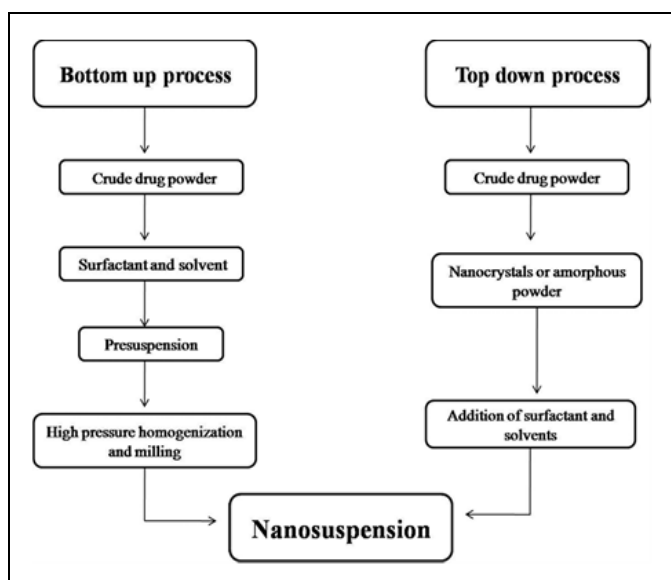 Bottom up process
Crude drug powder
Surfactant and solvent
Presuspension
High pressure homogenization
and milling
Top down process
Crude drug powder
Nanocrystals or amorphous
powder
Addition of surfactant and
solvents
Nanosuspension